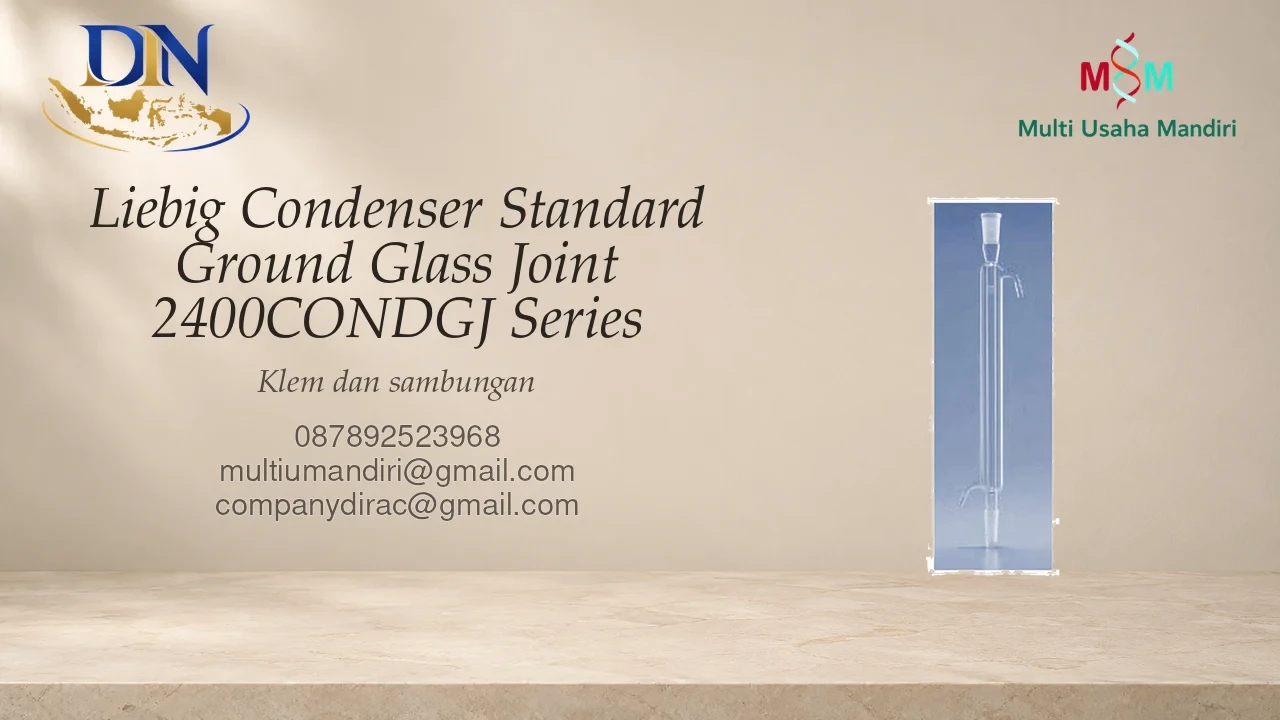 DIN
M M
Multi Usaha Mandiri
Liebig Condenser Standard
Ground Glass Joint
2400CONDGJ Series
Klem dan sambungan
087892523968
multiumandiri@gmail.com
companydirac@gmail.com